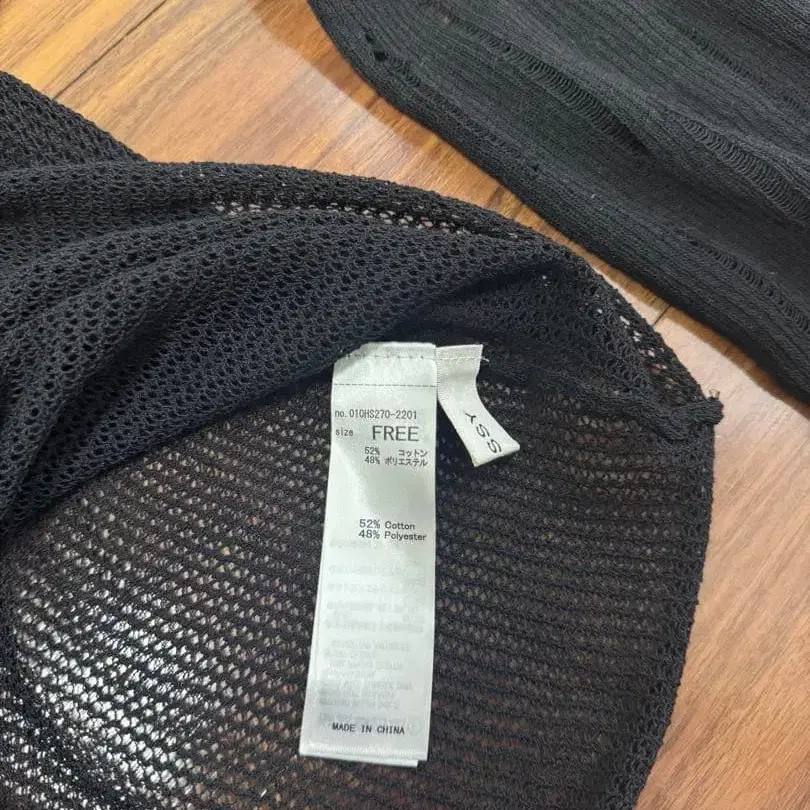 no. 010HS270-2201
size FREE
52% コットン
48% ポリエステル
52% Cotton
48% Polyester
MADE IN CHINA
SSY